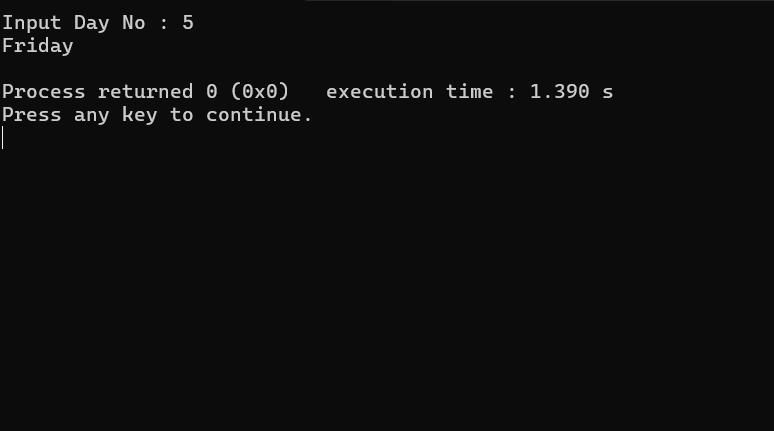 Input Day No : 5
Friday
Process returned 0 (0x0)   execution time : 1.390 s
Press any key to continue.